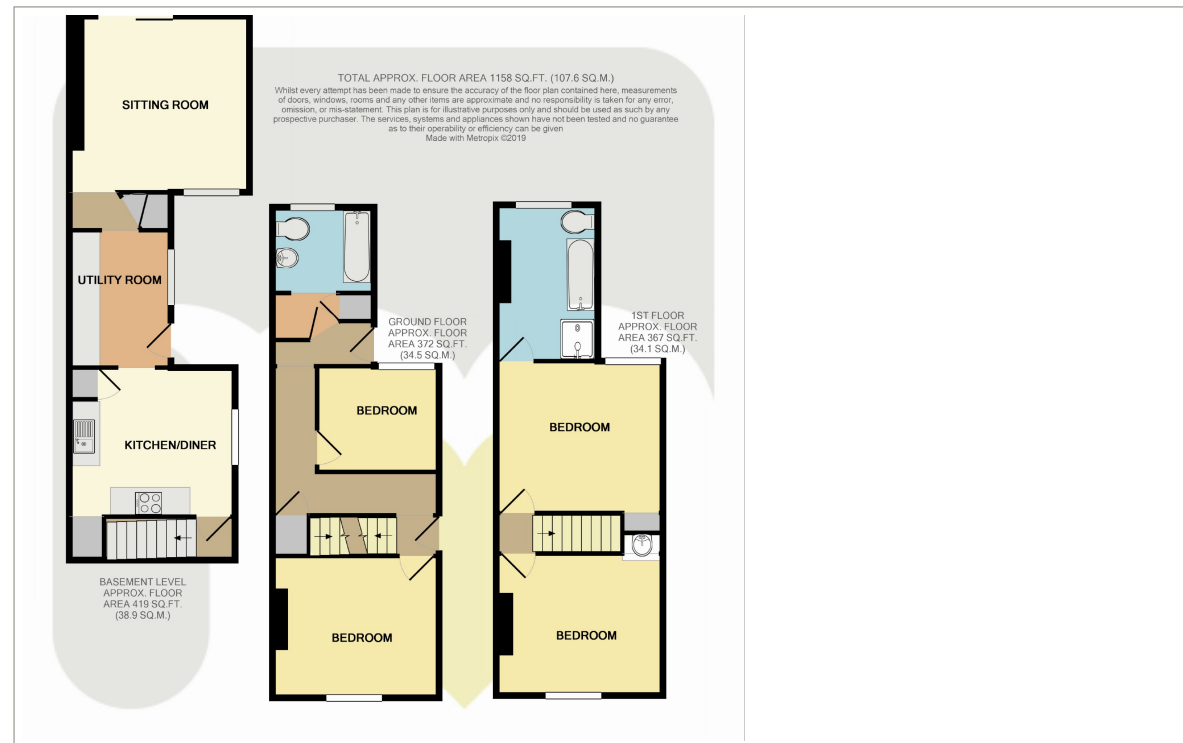 TOTAL APPROX. FLOOR AREA 1158 SQ.FT. (107.6 SQ.M.)
Whilst every attempt has been made to ensure the accuracy of the floor plan contained here, measurements
of doors, windows, rooms and any other items are approximate and no responsibility is taken for any error,
omission, or mis-statement. This plan is for illustrative purposes only and should be used as such by any
prospective purchaser. The services, systems and appliances shown have not been tested and no guarantee
as to their operability or efficiency can be given
Made with Metropix ©2019
SITTING ROOM
UTILITY ROOM
KITCHEN/DINER
BASEMENT LEVEL
APPROX. FLOOR
AREA 419 SQ.FT.
(38.9 SQ.M.)
GROUND FLOOR
APPROX. FLOOR
AREA 372 SQ.FT.
(34.5 SQ.M.)
BEDROOM
BEDROOM
1ST FLOOR
APPROX. FLOOR
AREA 367 SQ.FT.
(34.1 SQ.M.)
BEDROOM
BEDROOM